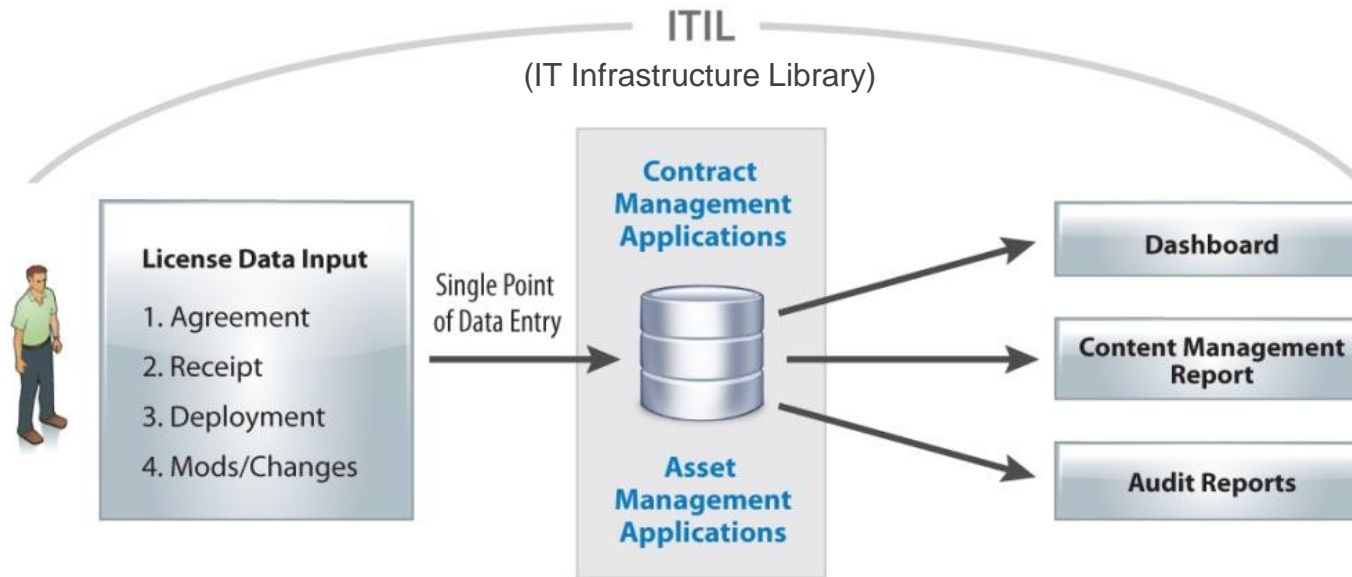 ITIL
(IT Infrastructure Library)
License Data Input
1. Agreement
2. Receipt
3. Deployment
4. Mods/Changes
Single Point
of Data Entry
Contract
Management
Applications
Asset
Management
Applications
Dashboard
Content Management
Report
Audit Reports